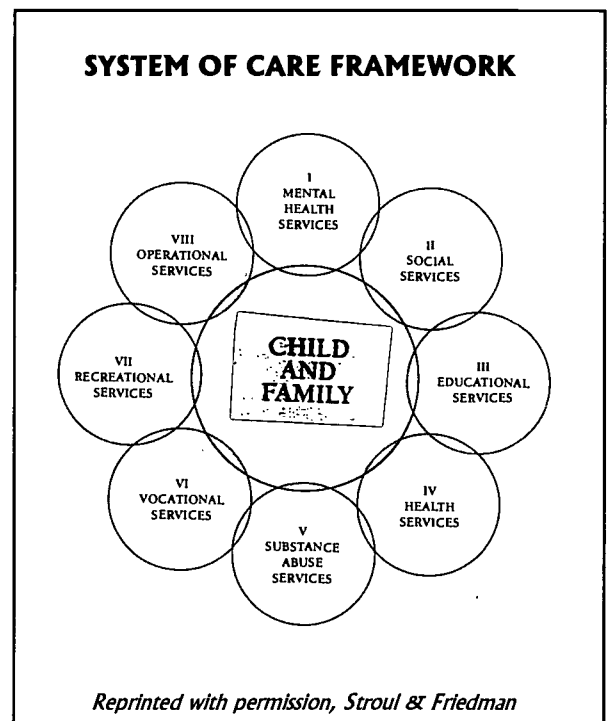 SYSTEM OF CARE FRAMEWORK
I
MENTAL
HEALTH
SERVICES
II
SOCIAL
SERVICES
III
EDUCATIONAL
SERVICES
IV
HEALTH
SERVICES
V
SUBSTANCE
ABUSE
SERVICES
VI
VOCATIONAL
SERVICES
VII
RECREATIONAL
SERVICES
VIII
OPERATIONAL
SERVICES
CHILD
AND
FAMILY
Reprinted with permission, Stroul & Friedman